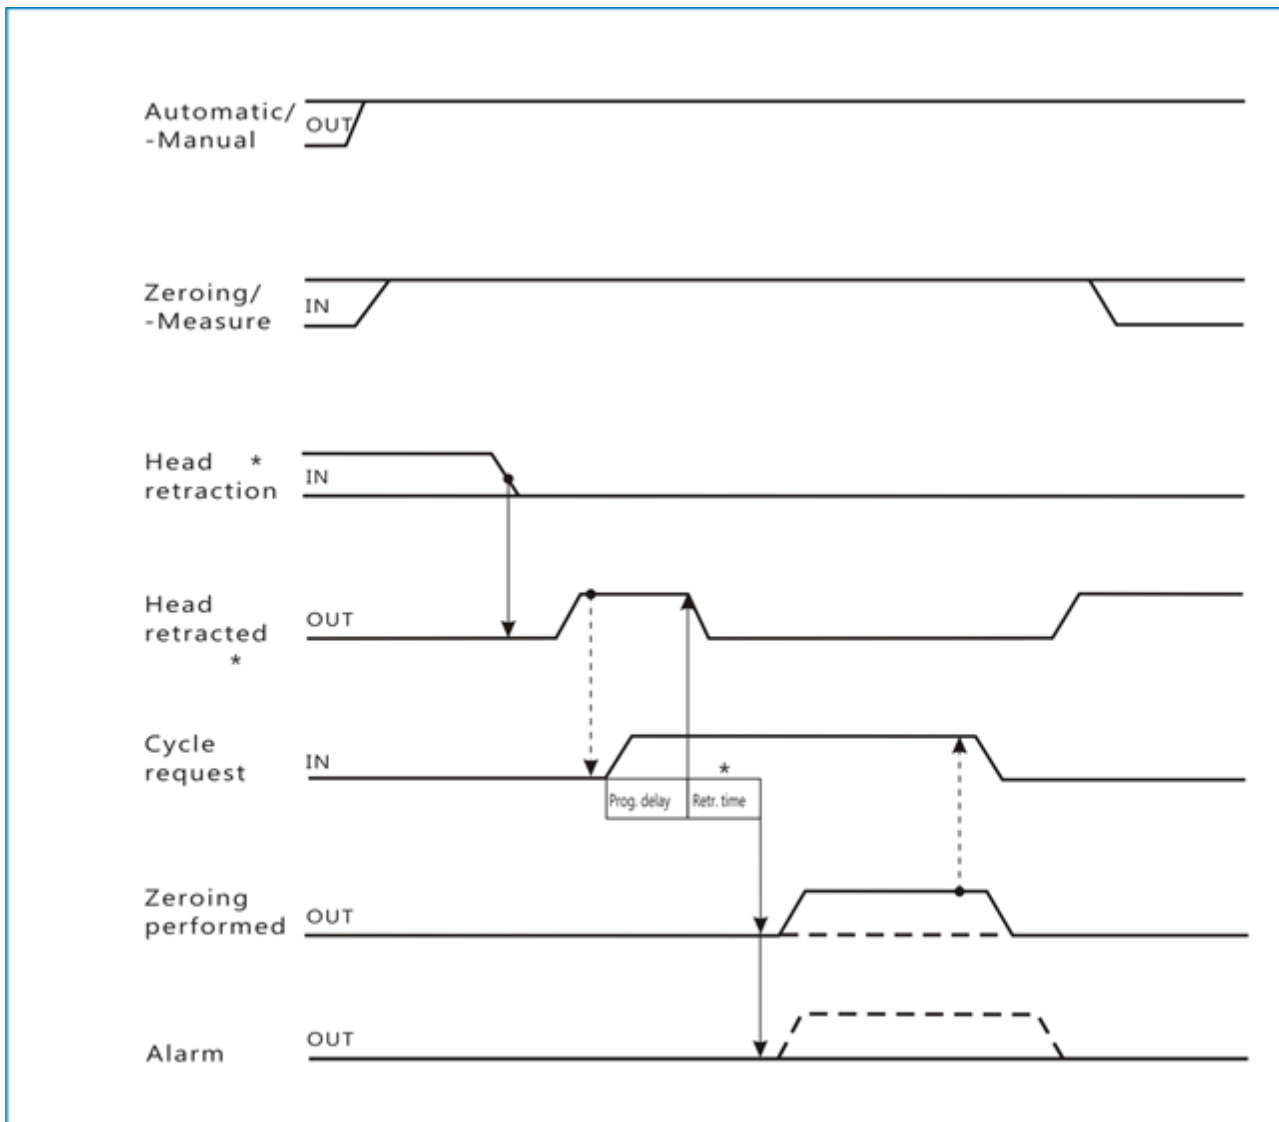 Automatic/
-Manual
OUT
Zeroing/
-Measure
IN
Head *
retraction
IN
Head
retracted
*
OUT
Cycle
request
IN
*
Prog. delay
Retr. time
Zeroing
performed
OUT
Alarm
OUT